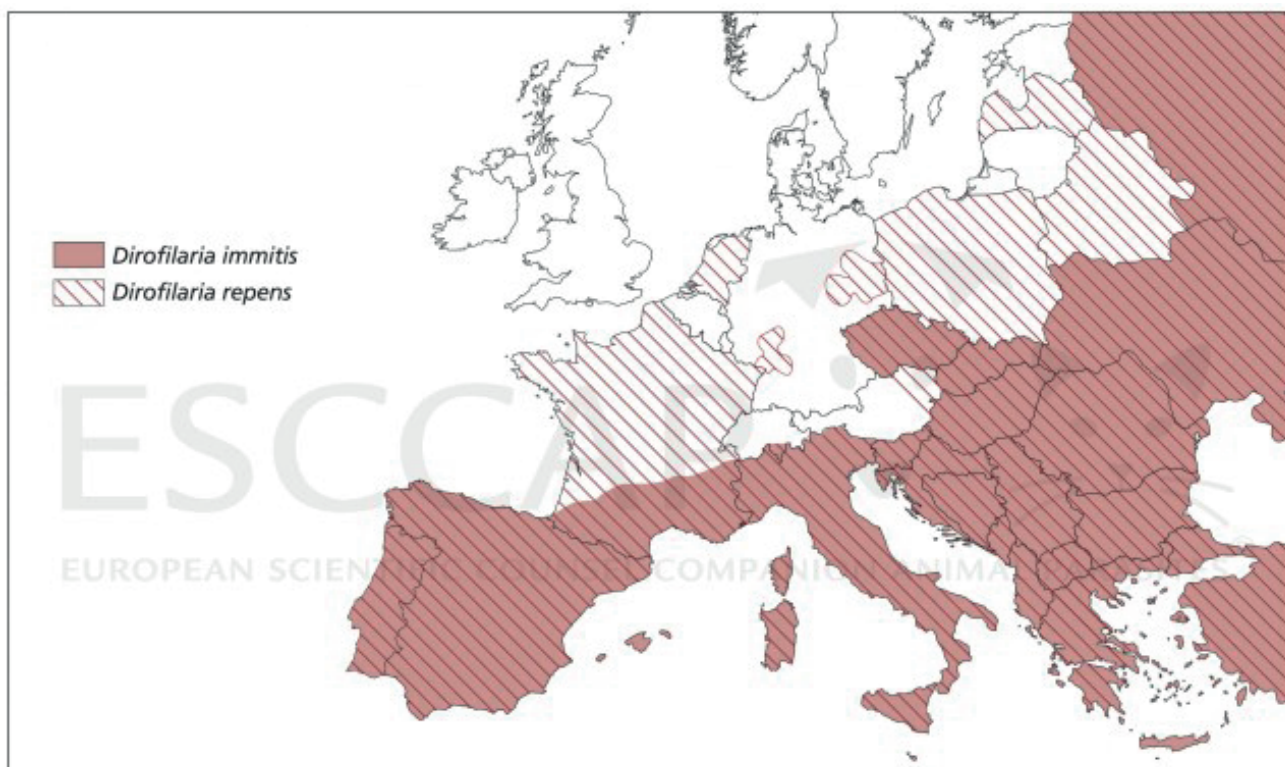 Dirofilaria immitis
Dirofilaria repens
ESCCAP
EUROPEAN SCIENTIFIC COUNSEL COMPANION ANIMAL PARASITES
®